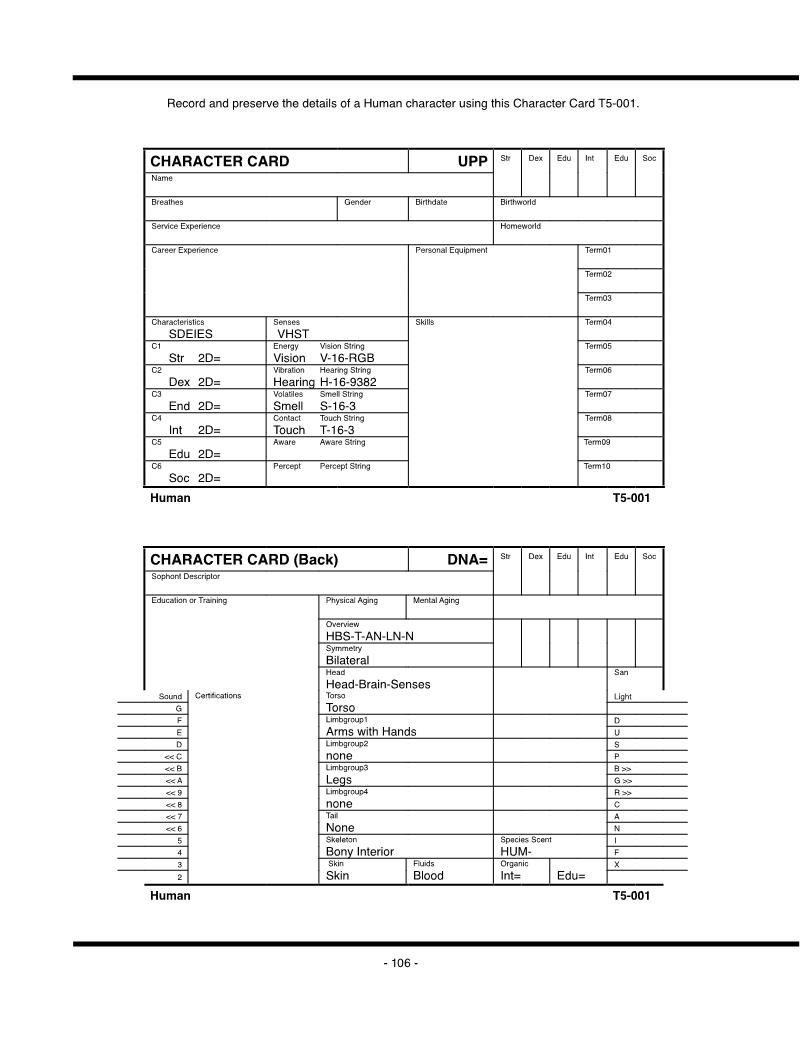 Record and preserve the details of a Human character using this Character Card T5-001.
CHARACTER CARD UPP Str Dex Edu Int Edu Soc
Name
Breathes Gender Birthdate Birthworld
Service Experience Homeworld
Career Experience Personal Equipment Term01
Term02
Term03
Characteristics Senses Skills Term04
SDEIES VHST
C1 Energy Vision String Term05
Str 2D= Vision V-16-RGB
C2 Vibration Hearing String Term06
Dex 2D= Hearing H-16-9382
C3 Volatiles Smell String Term07
End 2D= Smell S-16-3
C4 Contact Touch String Term08
Int 2D= Touch T-16-3
C5 Aware Aware String Term09
Edu 2D=
C6 Percept Percept String Term10
Soc 2D=
Human T5-001
CHARACTER CARD (Back) DNA= Str Dex Edu Int Edu Soc
Sophont Descriptor
Education or Training Physical Aging Mental Aging
Overview
HBS-T-AN-LN-N
Symmetry
Bilateral
Head San
Head-Brain-Senses
Sound Certifications Torso Light
G Torso
F Limbgroup1 D
E Arms with Hands U
D Limbgroup2 S
<< C none P
<< B Limbgroup3 B >>
<< A Legs G >>
<< 9 Limbgroup4 R >>
<< 8 none C
<< 7 Tail A
<< 6 None N
5 Skeleton Species Scent I
4 Bony Interior HUM- F
3 Skin Fluids Organic X
2 Skin Blood Int= Edu=
Human T5-001
- 106 -